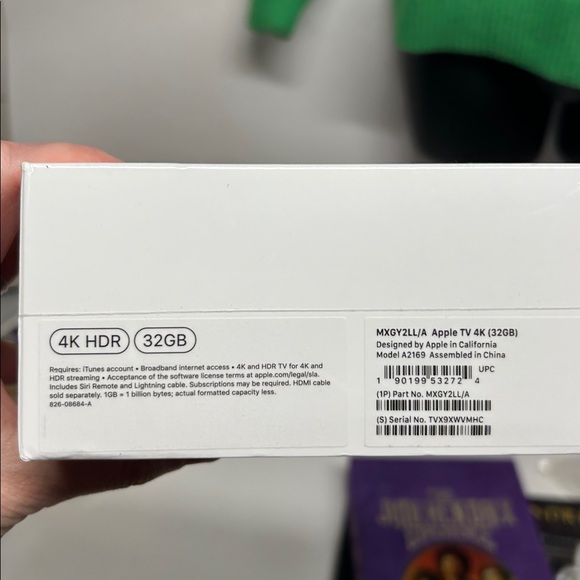 4K HDR 32GB
Requires: iTunes account • Broadband internet access • 4K and HDR TV for 4K and
HDR streaming • Acceptance of the software license terms at apple.com/legal/sla.
Includes Siri Remote and Lightning cable. Subscriptions may be required. HDMI cable
sold separately. 1GB = 1 billion bytes; actual formatted capacity less.
826-08684-A
MXGY2LL/A Apple TV 4K (32GB)
Designed by Apple in California
Model A2169 Assembled in China
UPC
1 90199 53272 4
(1P) Part No. MXGY2LL/A
(S) Serial No. TVX9XWVMHC